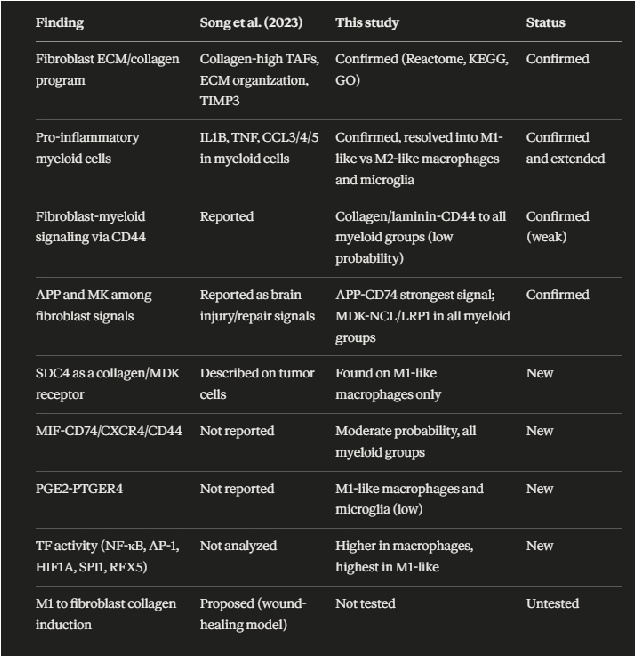 Finding Song et al. (2023) This study Status
Fibroblast ECM/collagen Collagen-high TAFs, Confirmed (Reactome, KEGG, Confirmed
program ECM organization, GO)
TIMP3
Pro-inflammatory IL1B, TNF, CCL3/4/5 Confirmed, resolved into M1- Confirmed
myeloid cells in myeloid cells like vs M2-like macrophages and extended
and microglia
Fibroblast-myeloid Reported Collagen/laminin-CD44 to all Confirmed
signaling via CD44 myeloid groups (low (weak)
probability)
APP and MK among Reported as brain APP-CD74 strongest signal; Confirmed
fibroblast signals injury/repair signals MDK-NCL/LRP1 in all myeloid
groups
SDC4 as a collagen/MDK Described on tumor Found on M1-like New
receptor cells macrophages only
MIF-CD74/CXCR4/CD44 Not reported Moderate probability, all New
myeloid groups
PGE2-PTGER4 Not reported M1-like macrophages and New
microglia (low)
TF activity (NF-κB, AP-1, Not analyzed Higher in macrophages, New
HIF1A, SPI1, RFX5) highest in M1-like
M1 to fibroblast collagen Proposed (wound- Not tested Untested
induction healing model)